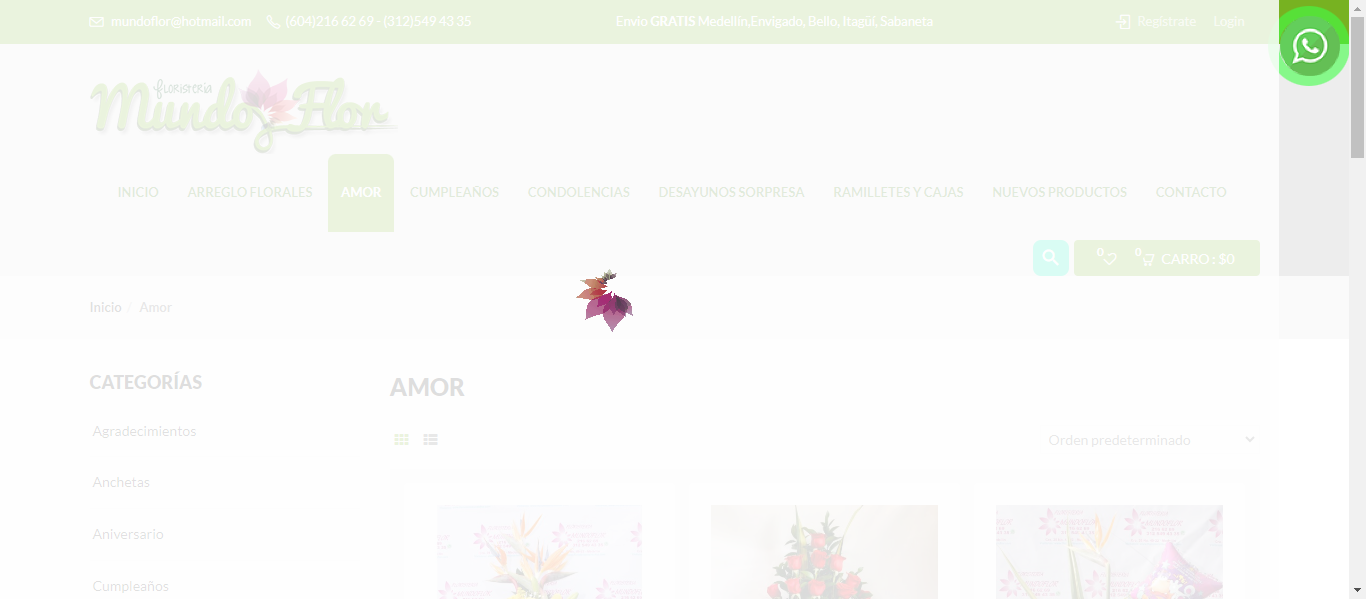 mundoflor@hotmail.com (604)216 62 69 - (312)549 43 35 Envio GRATIS Medellín,Envigado, Bello, Itagüí, Sabaneta Registrate Login
floristería
Mundo Flor
INICIO ARREGLO FLORALES AMOR CUMPLEAÑOS CONDOLENCIAS DESAYUNOS SORPRESA RAMILLETES Y CAJAS NUEVOS PRODUCTOS CONTACTO
0 0 CARRO : $0
Inicio / Amor
CATEGORÍAS
AMOR
Agradecimientos
Orden predeterminado
Anchetas
Aniversario
Cumpleaños